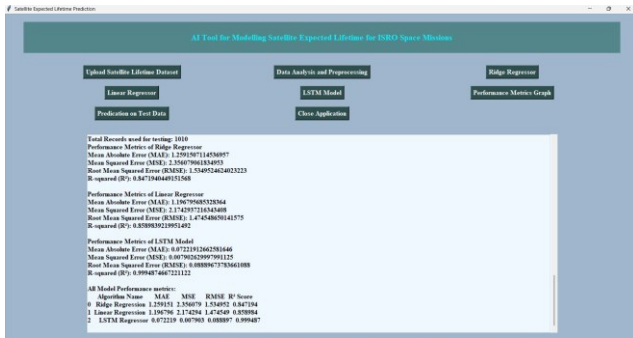 Satellite Expected Lifetime Prediction
AI Tool for Modelling Satellite Expected Lifetime for ISRO Space Missions
Upload Satellite Lifetime Dataset Data Analysis and Preprocessing Ridge Regressor
Linear Regressor LSTM Model Performance Metrics Graph
Predication on Test Data Close Application
Total Records used for testing: 1010
Performance Metrics of Ridge Regressor
Mean Absolute Error (MAE): 1.2591507114536957
Mean Squared Error (MSE): 2.356079061834953
Root Mean Squared Error (RMSE): 1.5349524624023223
R-squared (R²): 0.8471940449151568
Performance Metrics of Linear Regressor
Mean Absolute Error (MAE): 1.196795685328364
Mean Squared Error (MSE): 2.1742937216343408
Root Mean Squared Error (RMSE): 1.474548650141575
R-squared (R²): 0.8589839219951492
Performance Metrics of LSTM Model
Mean Absolute Error (MAE): 0.07221912662581646
Mean Squared Error (MSE): 0.007902629997991125
Root Mean Squared Error (RMSE): 0.08889673783661088
R-squared (R²): 0.9994874667221122
All Model Performance metrics:
Algorithm Name MAE MSE RMSE R² Score
0 Ridge Regression 1.259151 2.356079 1.534952 0.847194
1 Linear Regression 1.196796 2.174294 1.474549 0.858984
2 LSTM Regressor 0.072219 0.007903 0.088897 0.999487